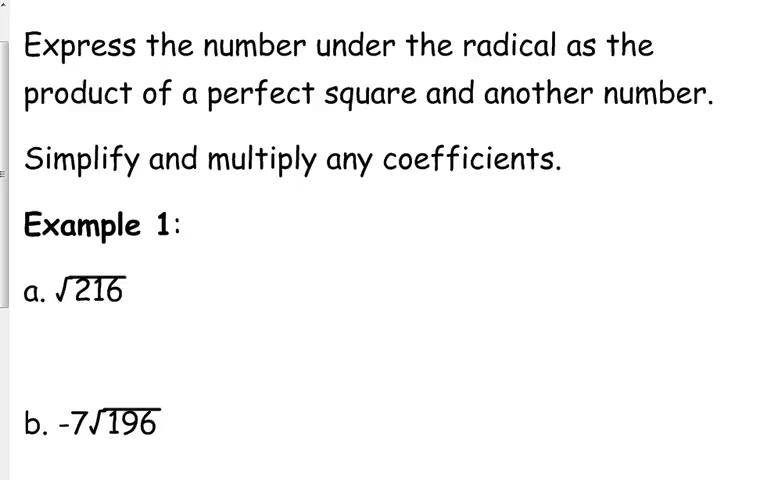 Express the number under the radical as the
product of a perfect square and another number.
Simplify and multiply any coefficients.
Example 1:
a. √216
b. -7√196